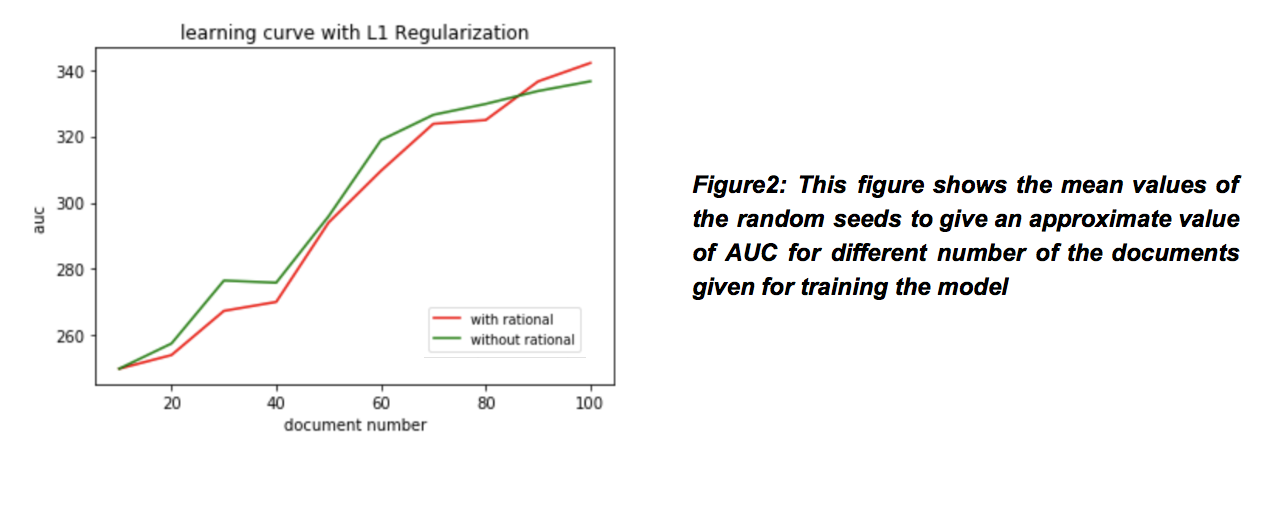 learning curve with L1 Regularization
340
320
300
280
260
auc
with rational
without rational
20 40 60 80 100
document number
Figure2: This figure shows the mean values of
the random seeds to give an approximate value
of AUC for different number of the documents
given for training the model